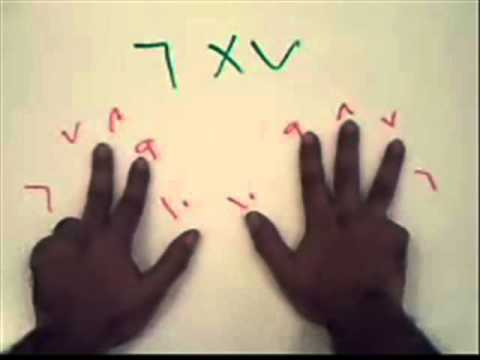 ٦ × ٧
٧ ٨ ٩ ٩ ٨ ٧
٦ ١٠ ١٠ ٦